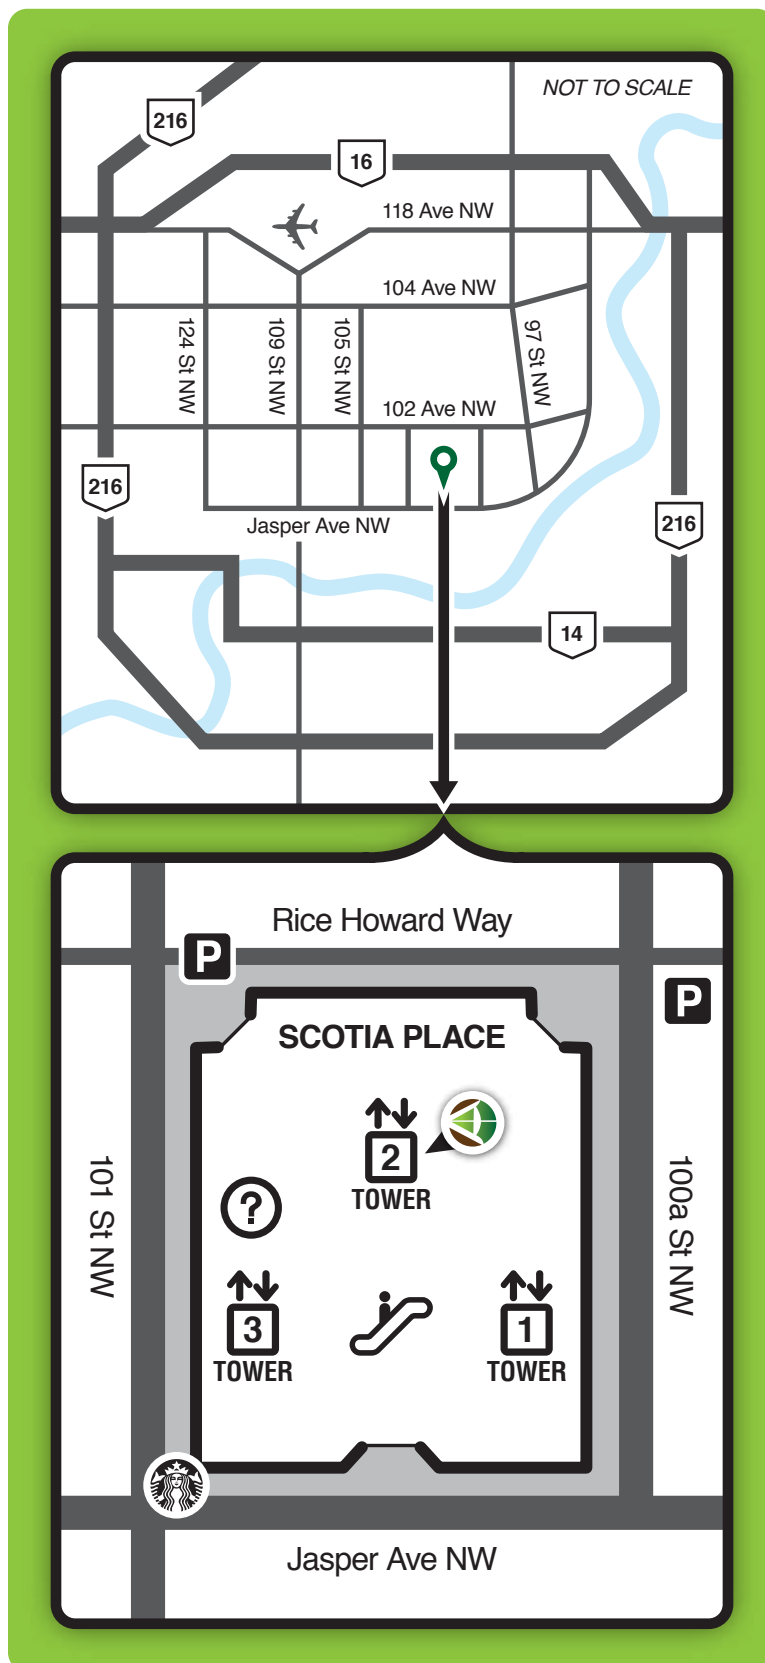 NOT TO SCALE
216
16
118 Ave NW
104 Ave NW
124 St NW
109 St NW
105 St NW
97 St NW
102 Ave NW
216
216
Jasper Ave NW
14
Rice Howard Way
P
P
SCOTIA PLACE
2
TOWER
101 St NW
100a St NW
?
3
TOWER
1
TOWER
Jasper Ave NW